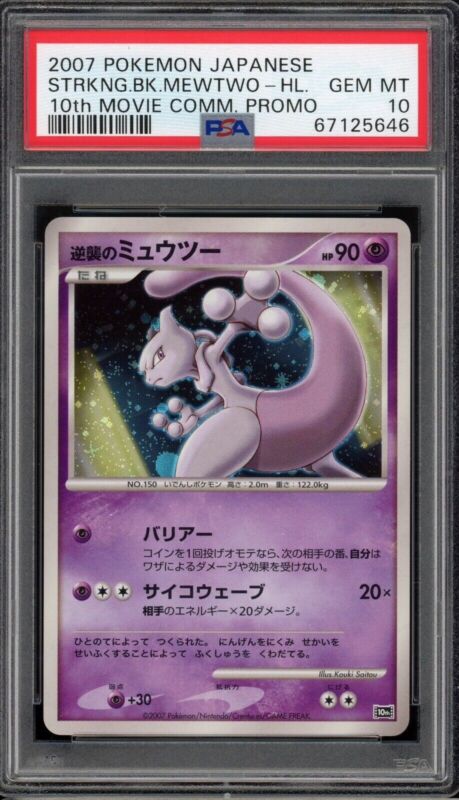 2007 POKEMON JAPANESE
STRKNG.BK.MEWTWO-HL. GEM MT
10th MOVIE COMM. PROMO 10
PSA 67125646
逆襲のミュウツー HP 90
たね
NO.150 いでんしポケモン 高さ:2.0m 重さ:122.0kg
バリアー
コインを1回投げオモテなら、次の相手の番、自分は
ワザによるダメージや効果を受けない。
サイコウェーブ 20×
相手のエネルギー×20ダメージ。
ひとのてによって つくられた。にんげんをにくみ せかいを
せいふくすることによって ふくしゅうを くわだてる。
Illus. Kouki Saitou
弱点 抵抗力 にげる
+30
©2007 Pokémon/Nintendo/Creatures/GAME FREAK
10th